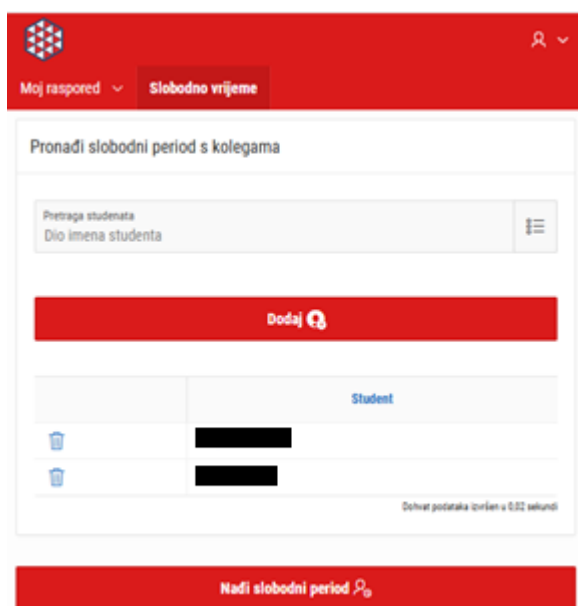 Moj raspored
Slobodno vrijeme
Pronađi slobodni period s kolegama
Pretraga studenata
Dio imena studenta
Dodaj
Student
Dohvat podataka izvršen u 0,02 sekundi
Nađi slobodni period